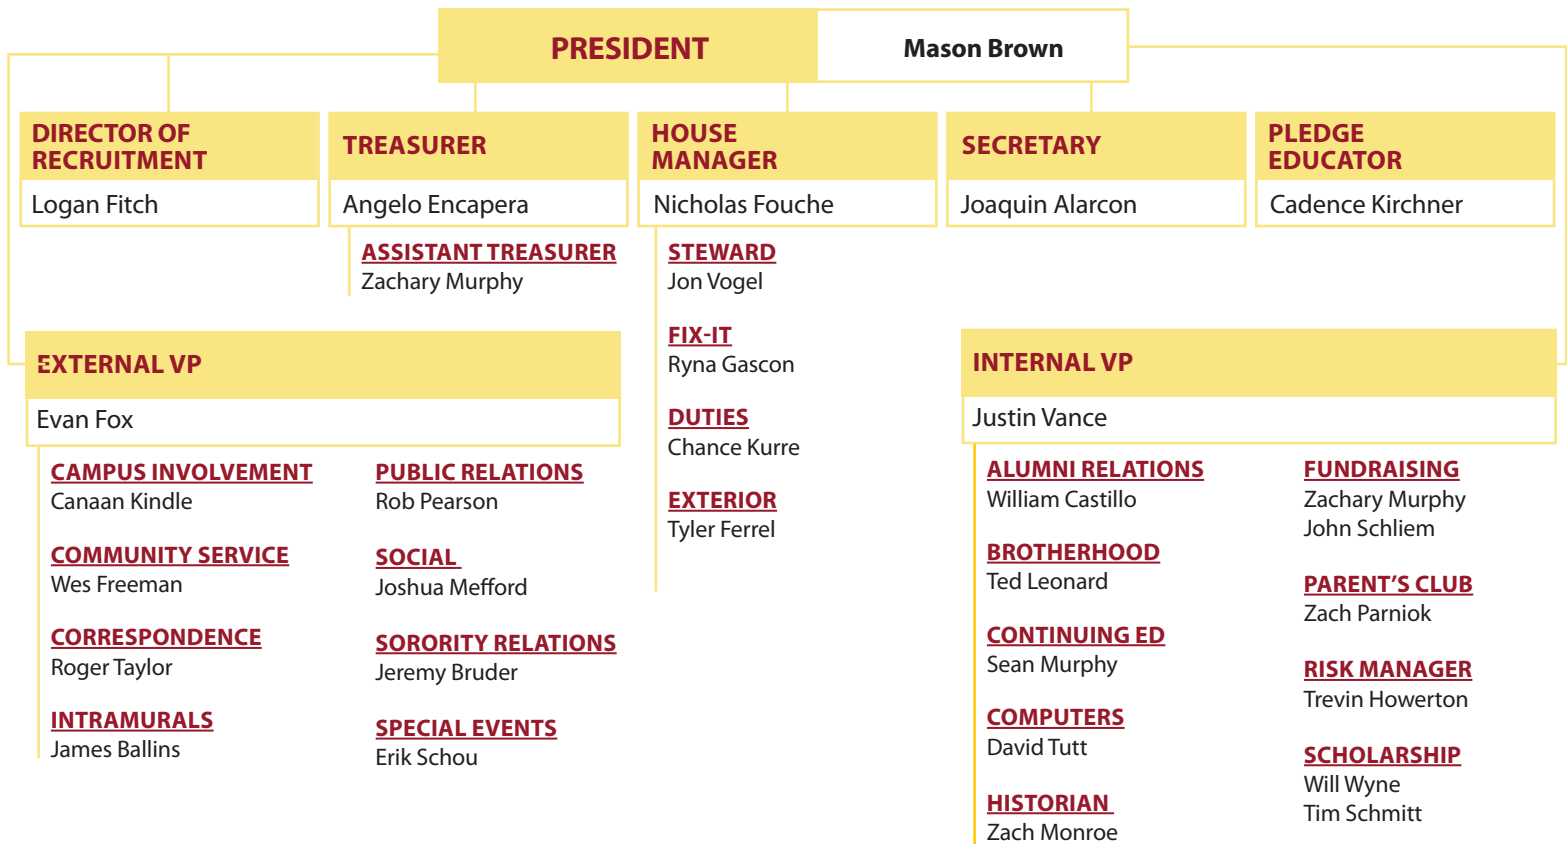 PRESIDENT
Mason Brown
DIRECTOR OF
RECRUITMENT
Logan Fitch
TREASURER
Angelo Encapera
ASSISTANT TREASURER
Zachary Murphy
HOUSE
MANAGER
Nicholas Fouche
STEWARD
Jon Vogel
FIX-IT
Ryna Gascon
DUTIES
Chance Kurre
EXTERIOR
Tyler Ferrel
SECRETARY
Joaquin Alarcon
PLEDGE
EDUCATOR
Cadence Kirchner
EXTERNAL VP
Evan Fox
CAMPUS INVOLVEMENT
Canaan Kindle
COMMUNITY SERVICE
Wes Freeman
CORRESPONDENCE
Roger Taylor
INTRAMURALS
James Ballins
PUBLIC RELATIONS
Rob Pearson
SOCIAL
Joshua Mefford
SORORITY RELATIONS
Jeremy Bruder
SPECIAL EVENTS
Erik Schou
INTERNAL VP
Justin Vance
ALUMNI RELATIONS
William Castillo
BROTHERHOOD
Ted Leonard
CONTINUING ED
Sean Murphy
COMPUTERS
David Tutt
HISTORIAN
Zach Monroe
FUNDRAISING
Zachary Murphy
John Schliem
PARENT’S CLUB
Zach Parniok
RISK MANAGER
Trevin Howerton
SCHOLARSHIP
Will Wyne
Tim Schmitt